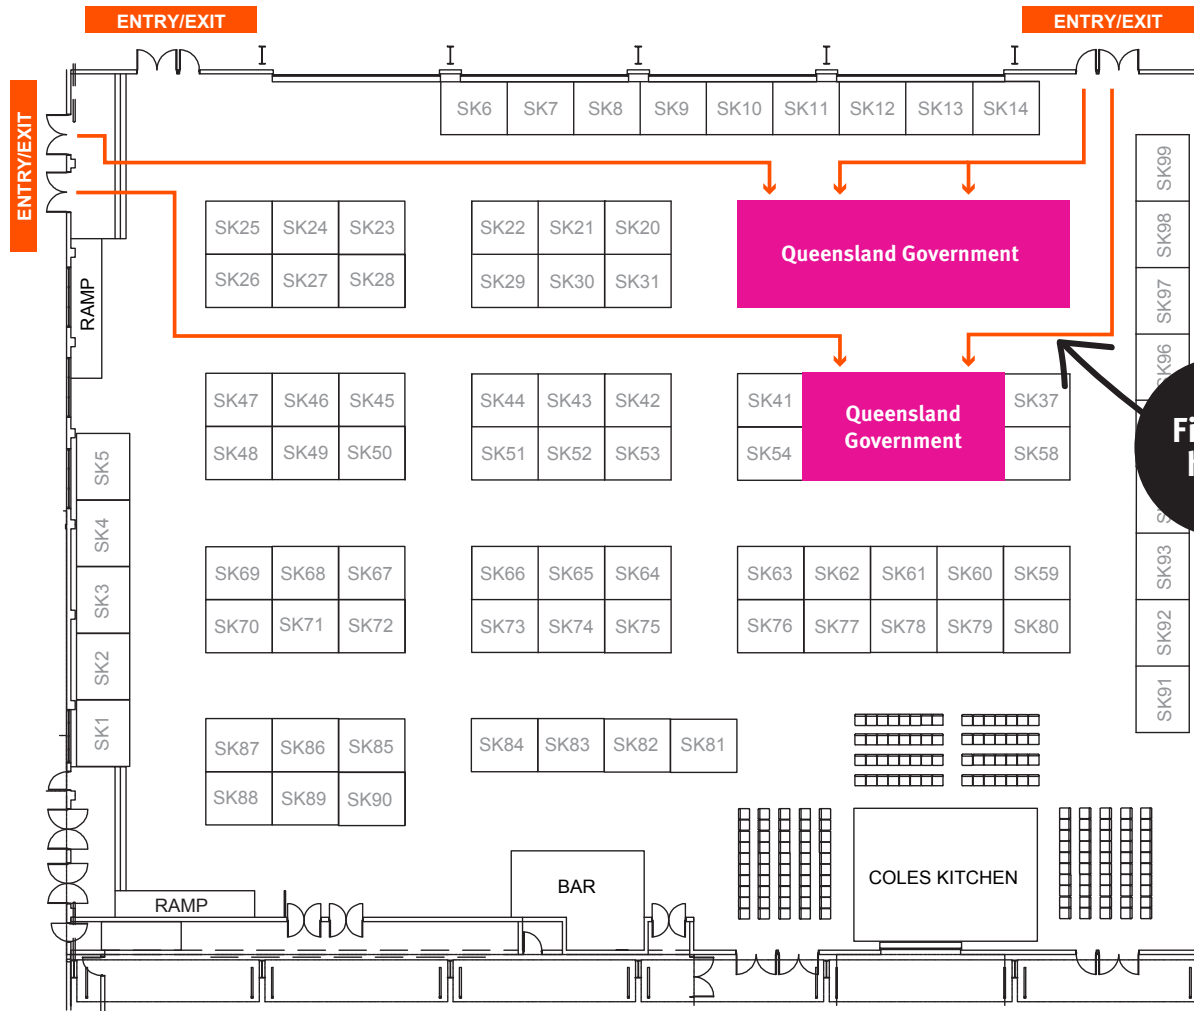 ENTRY/EXIT
ENTRY/EXIT
ENTRY/EXIT
SK6 SK7 SK8 SK9 SK10 SK11 SK12 SK13 SK14
SK99
SK98
SK97
SK96
SK93
SK92
SK91
SK25 SK24 SK23
SK26 SK27 SK28
SK22 SK21 SK20
SK29 SK30 SK31
Queensland Government
RAMP
SK47 SK46 SK45
SK48 SK49 SK50
SK44 SK43 SK42
SK51 SK52 SK53
SK41
SK54
Queensland
Government
SK37
SK58
SK5
SK4
SK3
SK2
SK1
SK69 SK68 SK67
SK70 SK71 SK72
SK66 SK65 SK64
SK73 SK74 SK75
SK63 SK62 SK61 SK60 SK59
SK76 SK77 SK78 SK79 SK80
SK87 SK86 SK85
SK88 SK89 SK90
SK84 SK83 SK82 SK81
BAR
COLES KITCHEN
RAMP